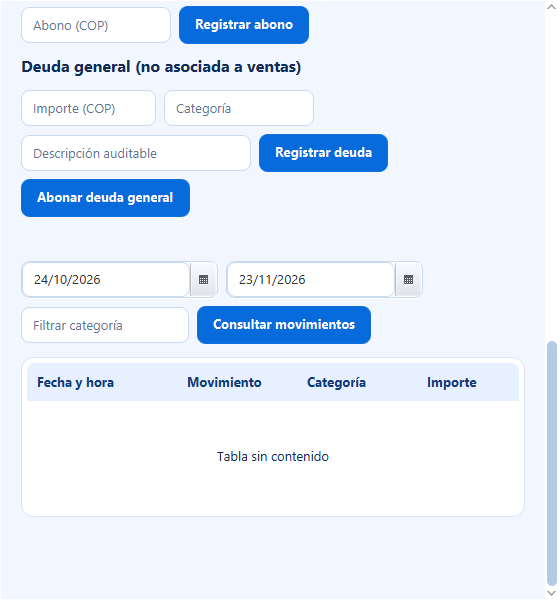 Abono (COP) Registrar abono
Deuda general (no asociada a ventas)
Importe (COP) Categoría
Descripción auditable Registrar deuda
Abonar deuda general
24/10/2026 23/11/2026
Filtrar categoría Consultar movimientos
Fecha y hora Movimiento Categoría Importe
Tabla sin contenido